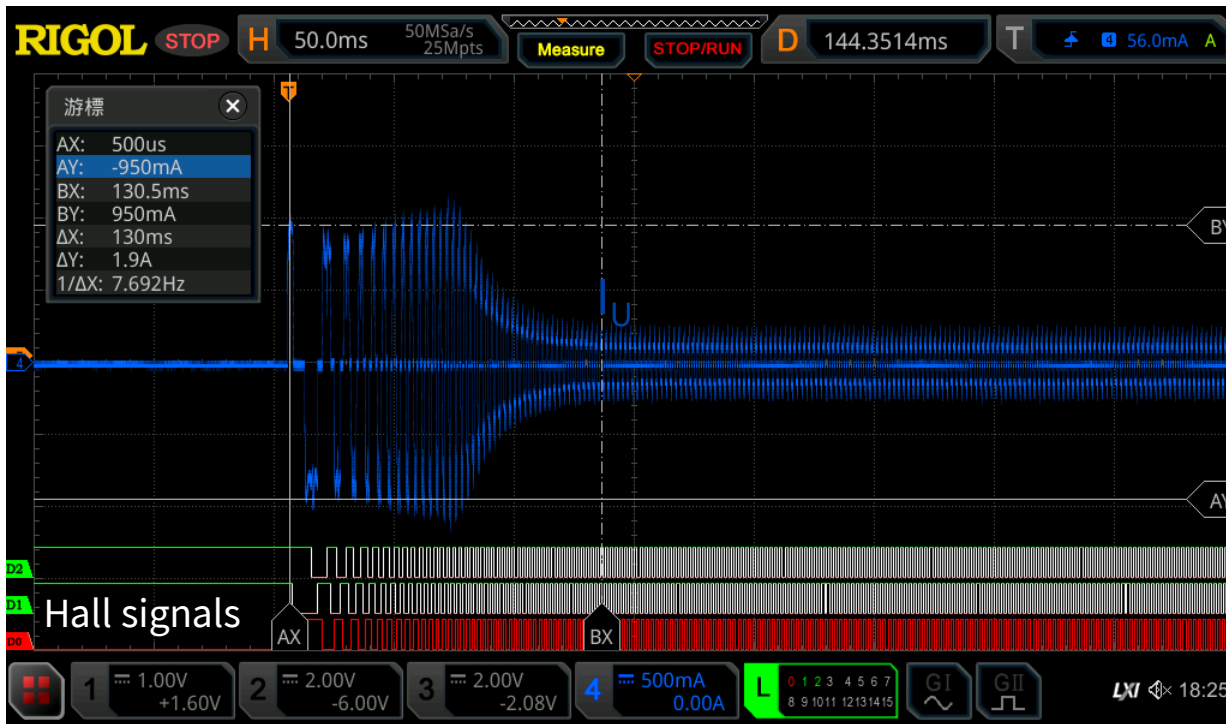 RIGOL STOP H 50.0ms 50MSa/s 25Mpts Measure STOP/RUN D 144.3514ms T 4 56.0mA A
T
游標
AX: 500us
AY: -950mA
BX: 130.5ms
BY: 950mA
ΔX: 130ms
ΔY: 1.9A
1/ΔX: 7.692Hz
BY
IU
4
AY
D2
D1
Hall signals
D0
AX BX
1 1.00V +1.60V 2 2.00V -6.00V 3 2.00V -2.08V 4 500mA 0.00A L 0 1 2 3 4 5 6 7 GI GII LXI 18:25
8 9 10 11 12 13 14 15